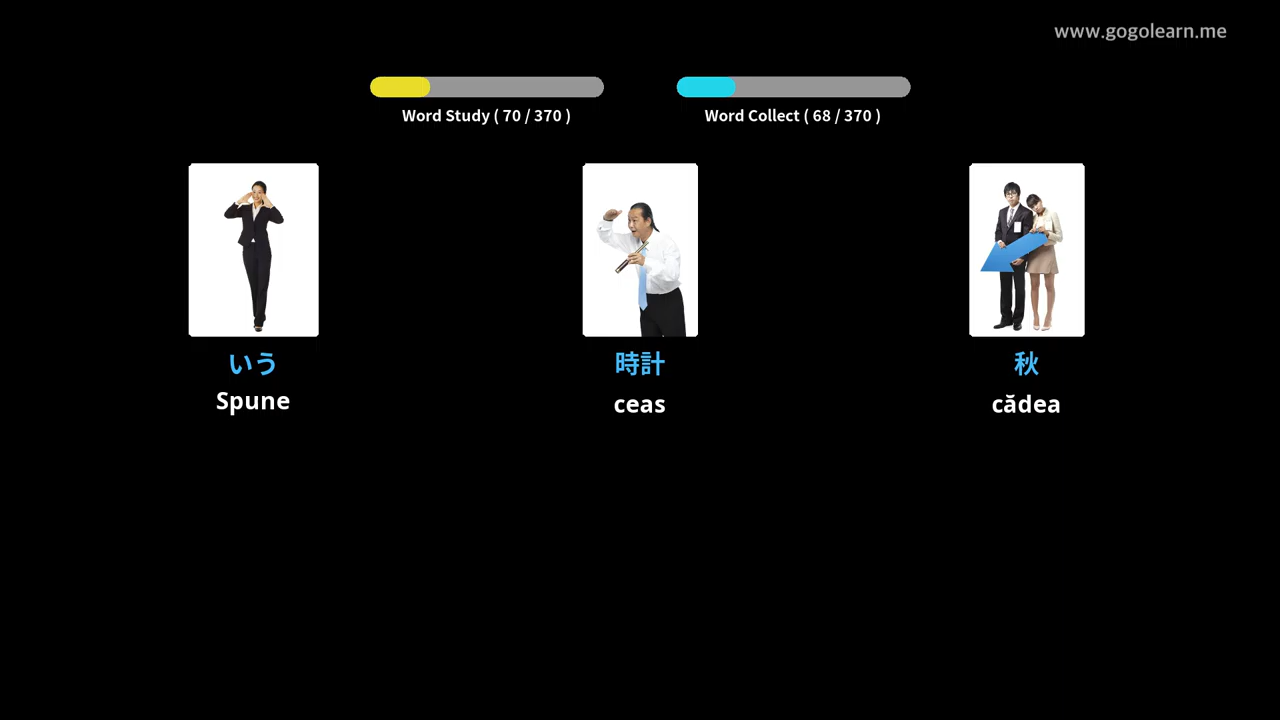 www.gogolearn.me
Word Study ( 70 / 370 )
Word Collect ( 68 / 370 )
いう
時計
秋
Spune
ceas
cădea